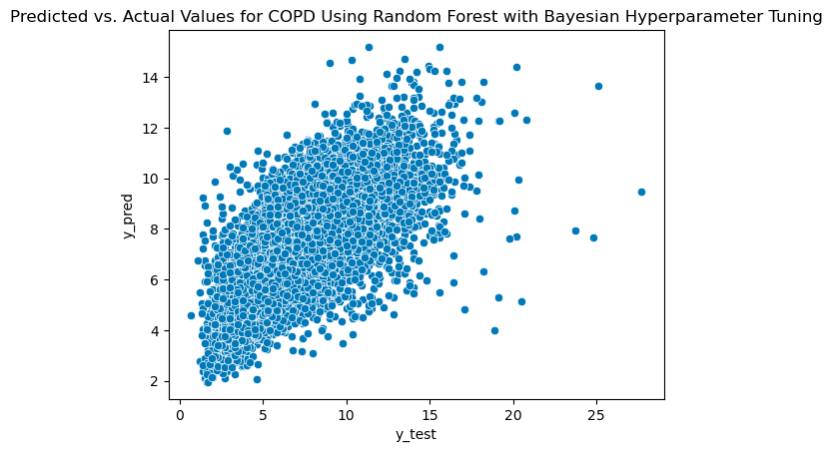 Predicted vs. Actual Values for COPD Using Random Forest with Bayesian Hyperparameter Tuning
14
12
10
8
6
4
2
y_pred
0 5 10 15 20 25
y_test